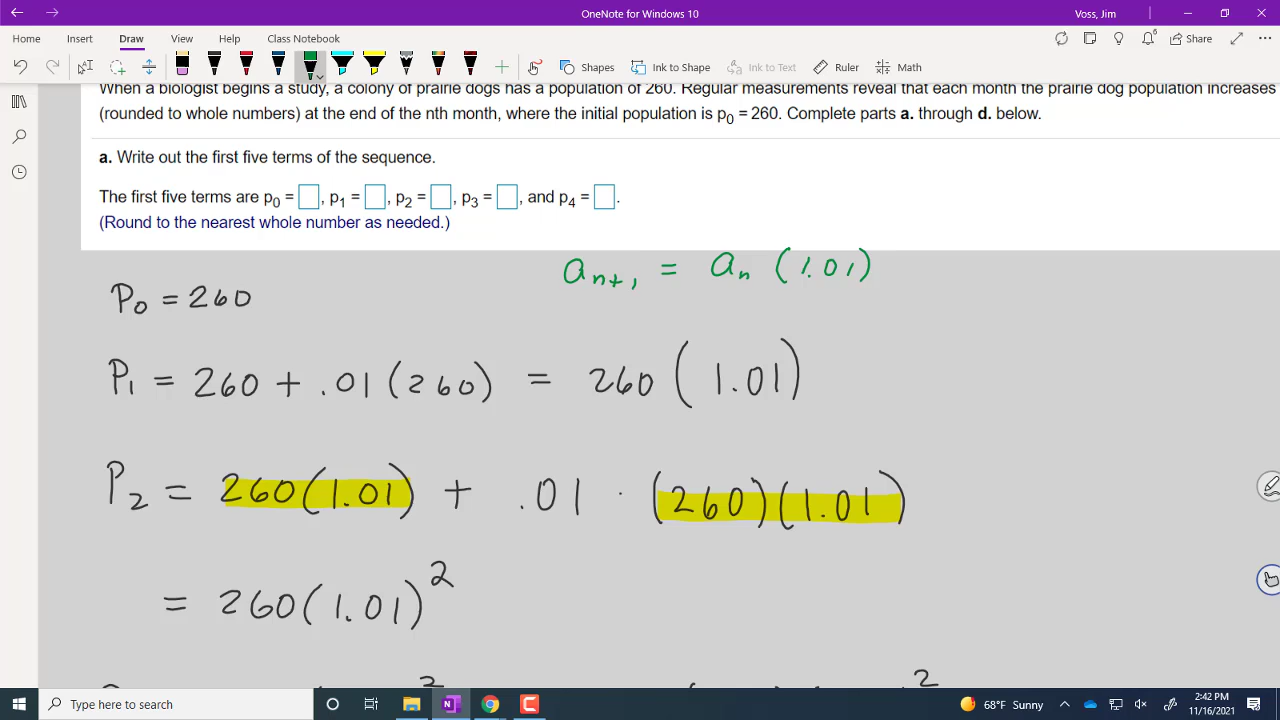 OneNote for Windows 10
Voss, Jim
Home Insert Draw View Help Class Notebook
Share
Shapes Ink to Shape Ink to Text Ruler Math
When a biologist begins a study, a colony of prairie dogs has a population of 260. Regular measurements reveal that each month the prairie dog population increases
(rounded to whole numbers) at the end of the nth month, where the initial population is p0 = 260. Complete parts a. through d. below.
a. Write out the first five terms of the sequence.
The first five terms are p0 = , p1 = , p2 = , p3 = , and p4 = .
(Round to the nearest whole number as needed.)
an+1 = an (1.01)
P0 = 260
P1 = 260 + .01(260) = 260(1.01)
P2 = 260(1.01) + .01 · (260)(1.01)
= 260(1.01)^2
Type here to search
68°F Sunny
2:42 PM
11/16/2021